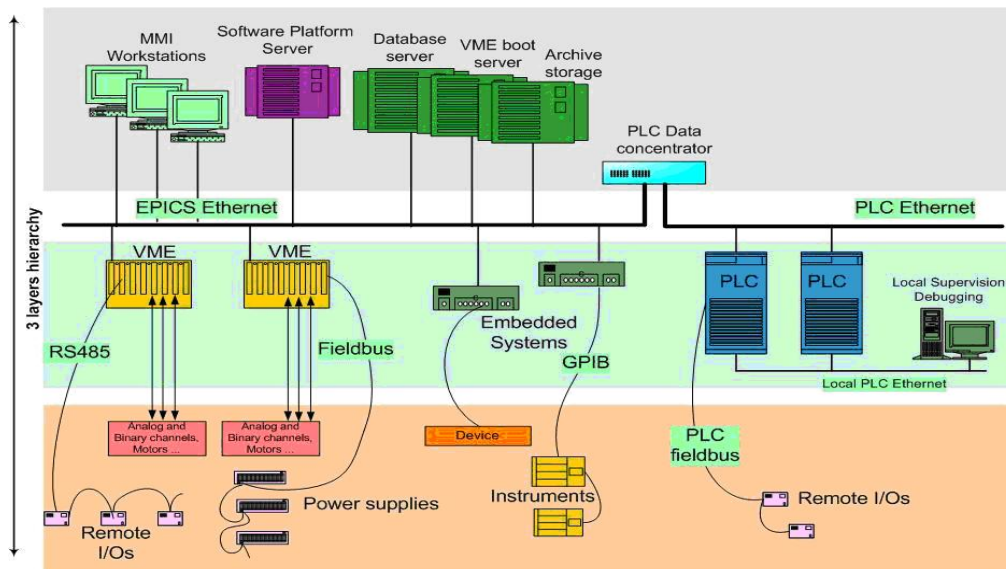 MMI
Workstations
Software Platform
Server
Database
server
VME boot
server
Archive
storage
PLC Data
concentrator
EPICS Ethernet
PLC Ethernet
3 layers hierarchy
VME
VME
PLC
PLC
Local Supervision
Debugging
Embedded
Systems
RS485
Fieldbus
GPIB
Local PLC Ethernet
Analog and
Binary channels,
Motors ...
Analog and
Binary channels,
Motors ...
Device
PLC
fieldbus
Power supplies
Instruments
Remote I/Os
Remote
I/Os